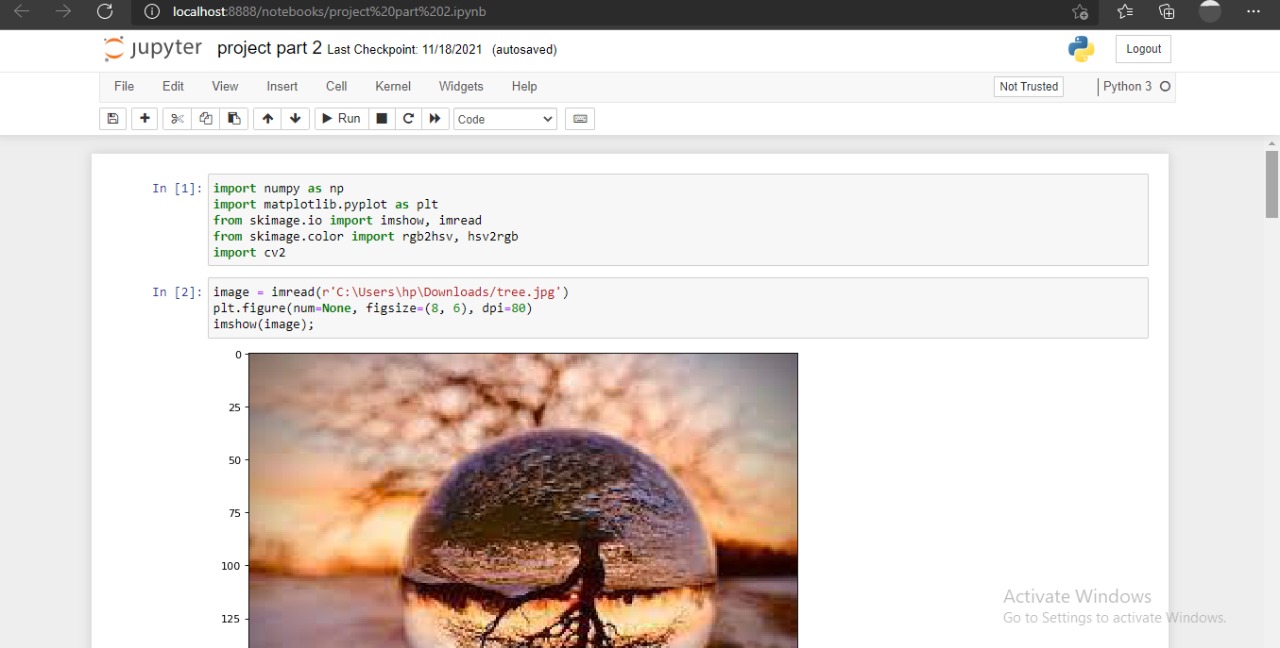 localhost:8888/notebooks/project%20part%202.ipynb
jupyter project part 2 Last Checkpoint: 11/18/2021 (autosaved)
Logout
File Edit View Insert Cell Kernel Widgets Help
Not Trusted
Python 3
Run
Code
In [1]:
import numpy as np
import matplotlib.pyplot as plt
from skimage.io import imshow, imread
from skimage.color import rgb2hsv, hsv2rgb
import cv2
In [2]:
image = imread(r'C:\Users\hp\Downloads/tree.jpg')
plt.figure(num=None, figsize=(8, 6), dpi=80)
imshow(image);
0
25
50
75
100
125
Activate Windows
Go to Settings to activate Windows.